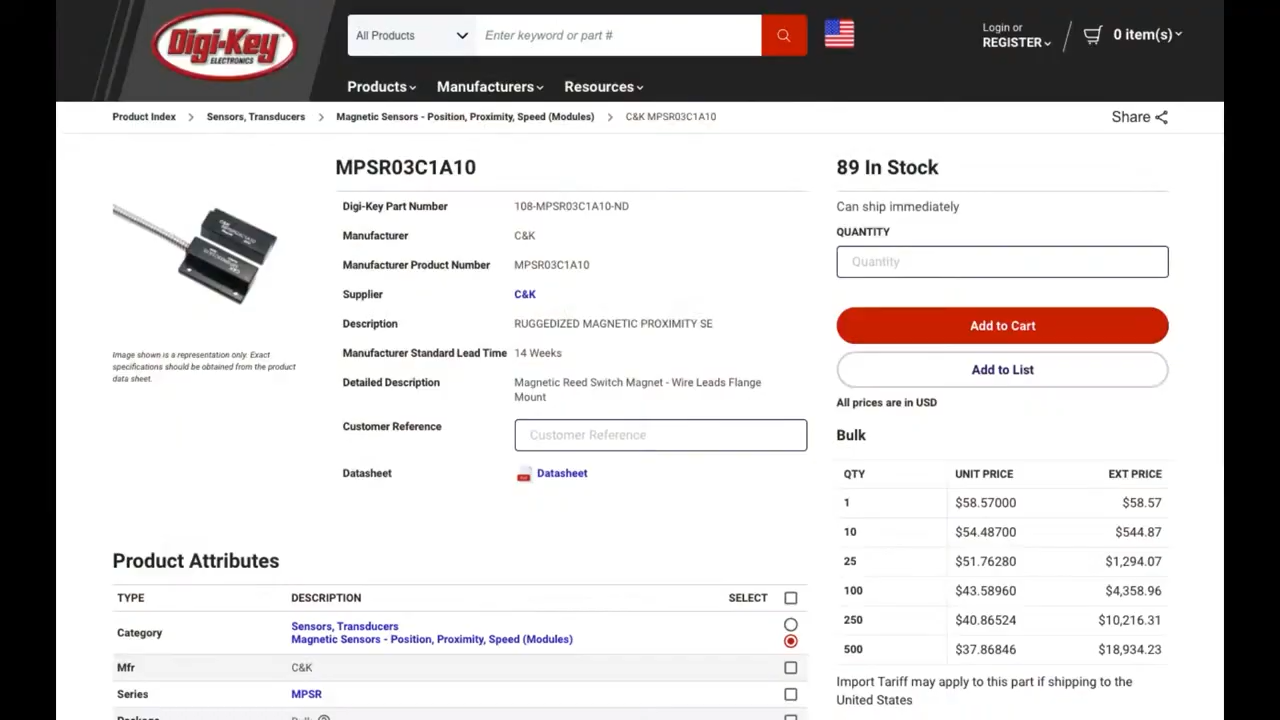 Digi-Key
ELECTRONICS
All Products
Enter keyword or part #
Login or
REGISTER
0 item(s)
Products
Manufacturers
Resources
Product Index
Sensors, Transducers
Magnetic Sensors - Position, Proximity, Speed (Modules)
C&K MPSR03C1A10
Share
MPSR03C1A10
Digi-Key Part Number 108-MPSR03C1A10-ND
Manufacturer C&K
Manufacturer Product Number MPSR03C1A10
Supplier C&K
Description RUGGEDIZED MAGNETIC PROXIMITY SE
Manufacturer Standard Lead Time 14 Weeks
Detailed Description Magnetic Reed Switch Magnet - Wire Leads Flange
Mount
Customer Reference Customer Reference
Datasheet Datasheet
Image shown is a representation only. Exact
specifications should be obtained from the product
data sheet.
89 In Stock
Can ship immediately
QUANTITY
Quantity
Add to Cart
Add to List
All prices are in USD
Bulk
QTY UNIT PRICE EXT PRICE
1 $58.57000 $58.57
10 $54.48700 $544.87
25 $51.76280 $1,294.07
100 $43.58960 $4,358.96
250 $40.86524 $10,216.31
500 $37.86846 $18,934.23
Import Tariff may apply to this part if shipping to the
United States
Product Attributes
TYPE DESCRIPTION SELECT
Category Sensors, Transducers
Magnetic Sensors - Position, Proximity, Speed (Modules)
Mfr C&K
Series MPSR